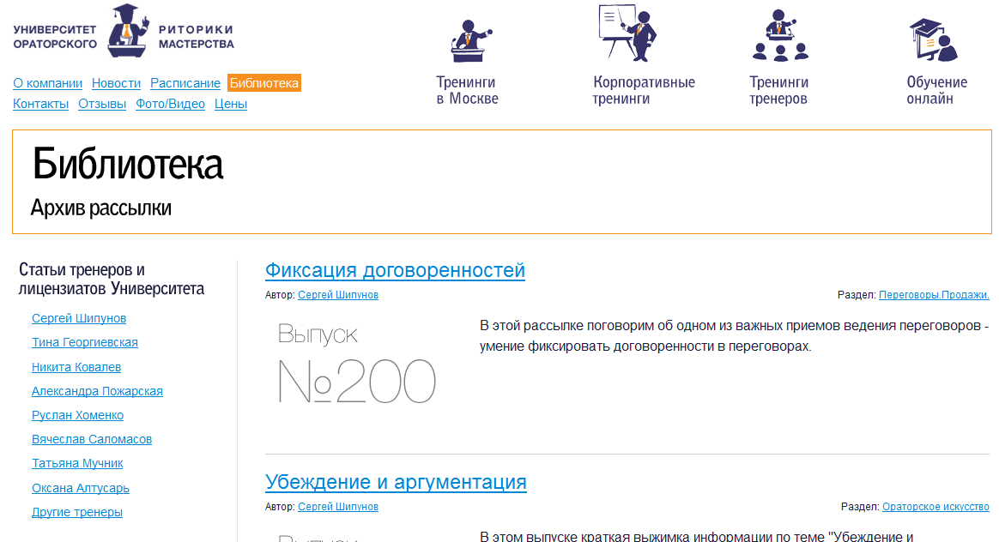 УНИВЕРСИТЕТ РИТОРИКИ
ОРАТОРСКОГО МАСТЕРСТВА
О компании Новости Расписание Библиотека
Контакты Отзывы Фото/Видео Цены
Тренинги
в Москве
Корпоративные
тренинги
Тренинги
тренеров
Обучение
онлайн
Библиотека
Архив рассылки
Статьи тренеров и
лицензиатов Университета
Сергей Шипунов
Тина Георгиевская
Никита Ковалев
Александра Пожарская
Руслан Хоменко
Вячеслав Саломасов
Татьяна Мучник
Оксана Алтусарь
Другие тренеры
Фиксация договоренностей
Автор: Сергей Шипунов
Раздел: Переговоры.Продажи.
Выпуск
№200
В этой рассылке поговорим об одном из важных приемов ведения переговоров -
умение фиксировать договоренности в переговорах.
Убеждение и аргументация
Автор: Сергей Шипунов
Раздел: Ораторское искусство
Выпуск
В этом выпуске краткая выжимка информации по теме "Убеждение и